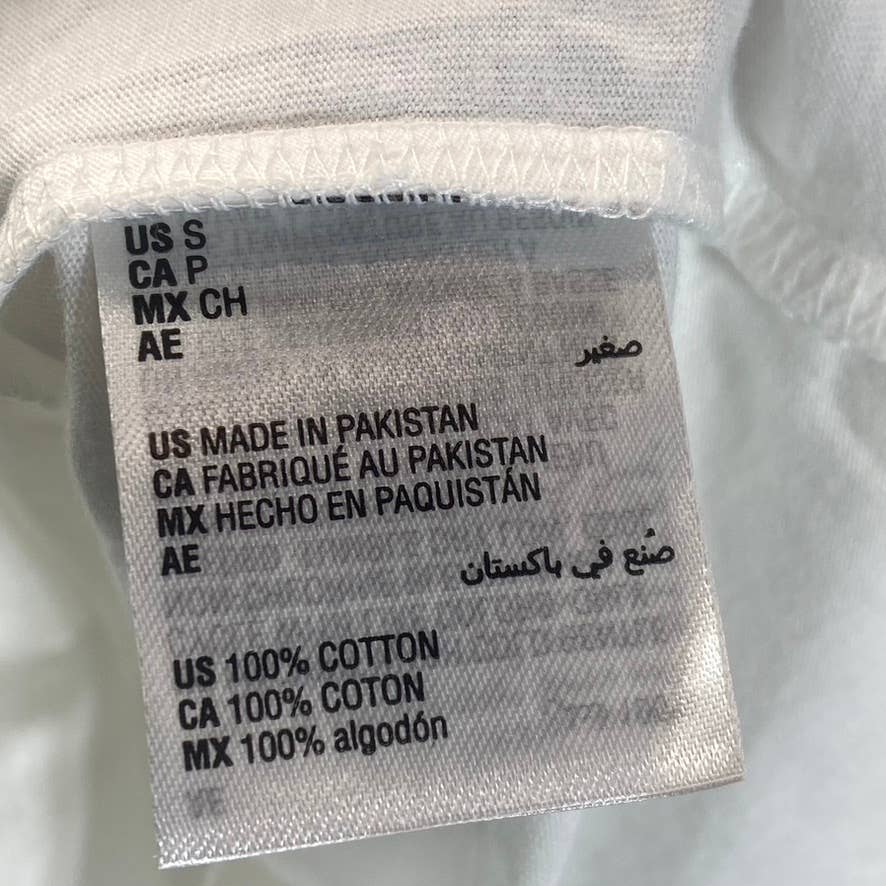 US S
CA P
MX CH
AE صغير
US MADE IN PAKISTAN
CA FABRIQUÉ AU PAKISTAN
MX HECHO EN PAQUISTÁN
AE صُنع في باكستان
US 100% COTTON
CA 100% COTON
MX 100% algodón